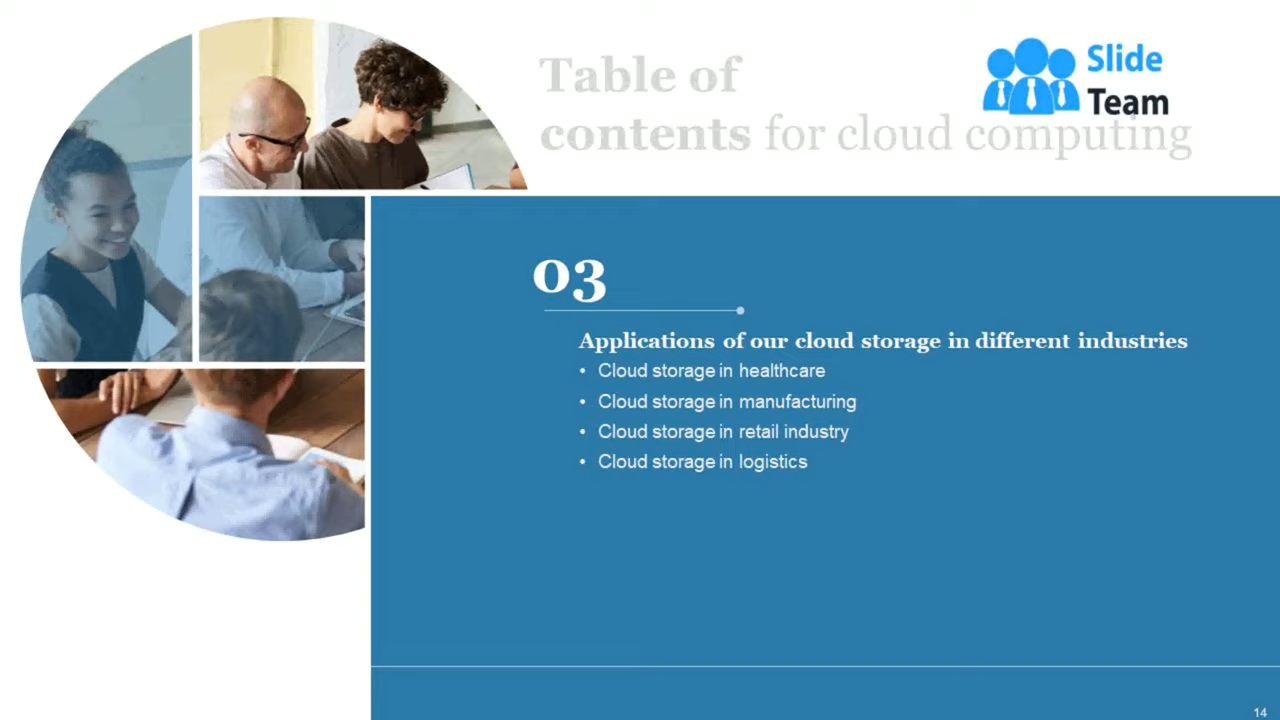 Table of
contents for cloud computing
Slide
Team
03
Applications of our cloud storage in different industries
• Cloud storage in healthcare
• Cloud storage in manufacturing
• Cloud storage in retail industry
• Cloud storage in logistics
14